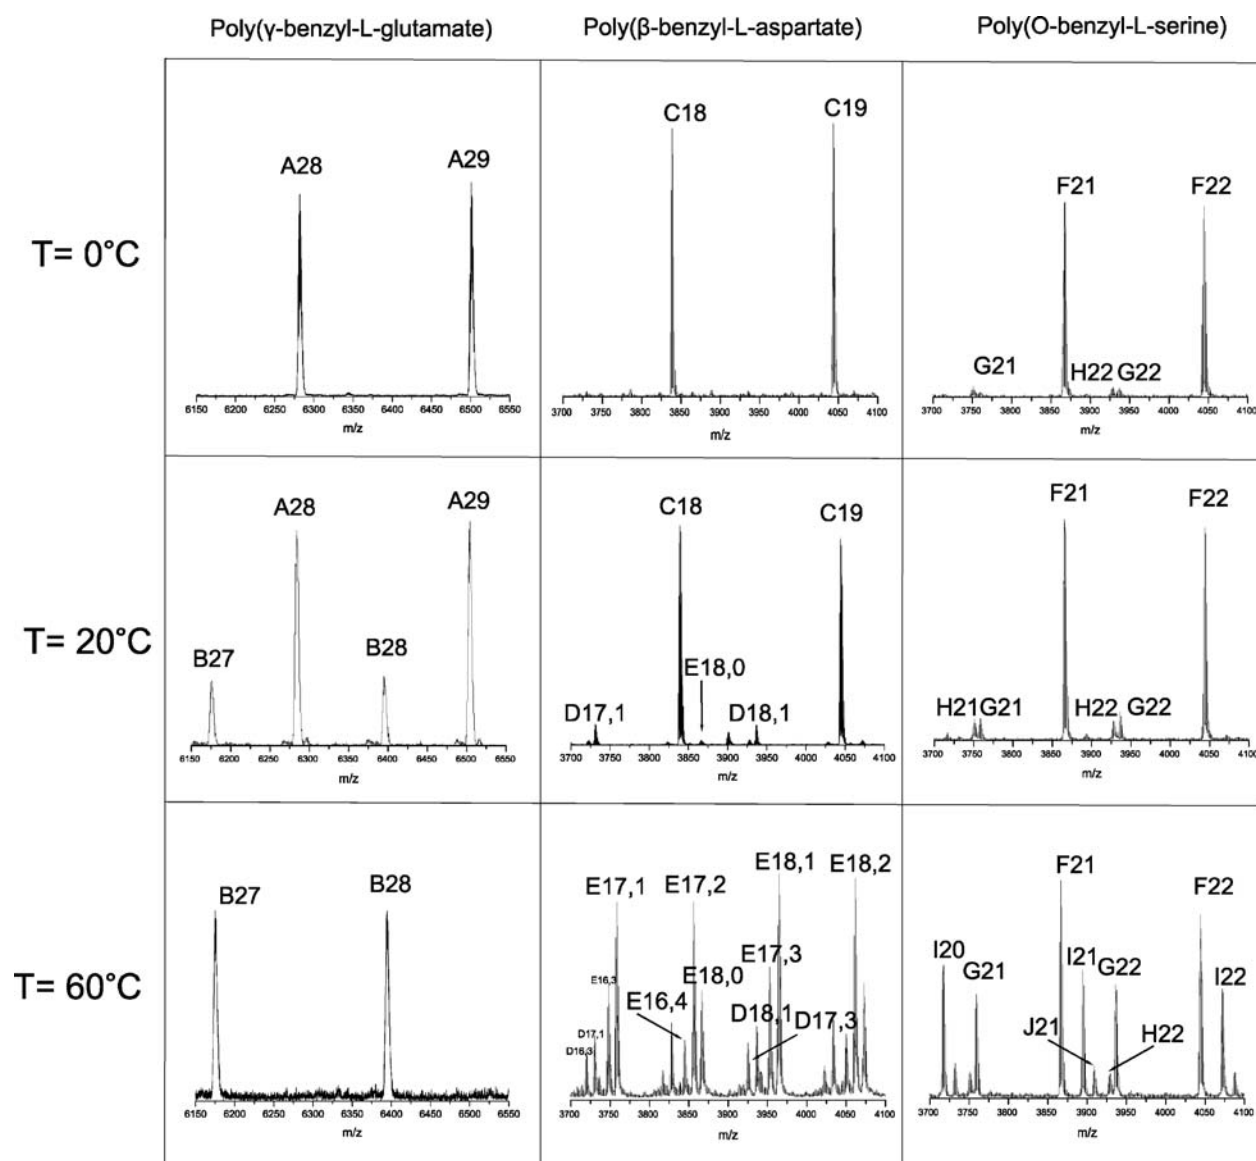 Poly(γ-benzyl-L-glutamate) Poly(β-benzyl-L-aspartate) Poly(O-benzyl-L-serine)
T= 0°C
A28 A29
6150 6200 6250 6300 6350 6400 6450 6500 6550
m/z
C18 C19
3700 3750 3800 3850 3900 3950 4000 4050 4100
m/z
F21 F22
G21 H22 G22
3700 3750 3800 3850 3900 3950 4000 4050 4100
m/z
T= 20°C
A28 A29
B27 B28
6150 6200 6250 6300 6350 6400 6450 6500 6550
m/z
C18 C19
E18,0
D17,1 D18,1
3700 3750 3800 3850 3900 3950 4000 4050 4100
m/z
F21 F22
H21 G21 H22 G22
3700 3750 3800 3850 3900 3950 4000 4050 4100
m/z
T= 60°C
B27 B28
6150 6200 6250 6300 6350 6400 6450 6500 6550
m/z
E17,1 E17,2 E18,1 E18,2
E16,3 E16,4 E18,0 E17,3
D16,3 D17,1 D18,1 D17,3
3700 3750 3800 3850 3900 3950 4000 4050 4100
m/z
F21 F22
I20 G21 I21 G22 I22
J21 H22
3700 3750 3800 3850 3900 3950 4000 4050 4100
m/z